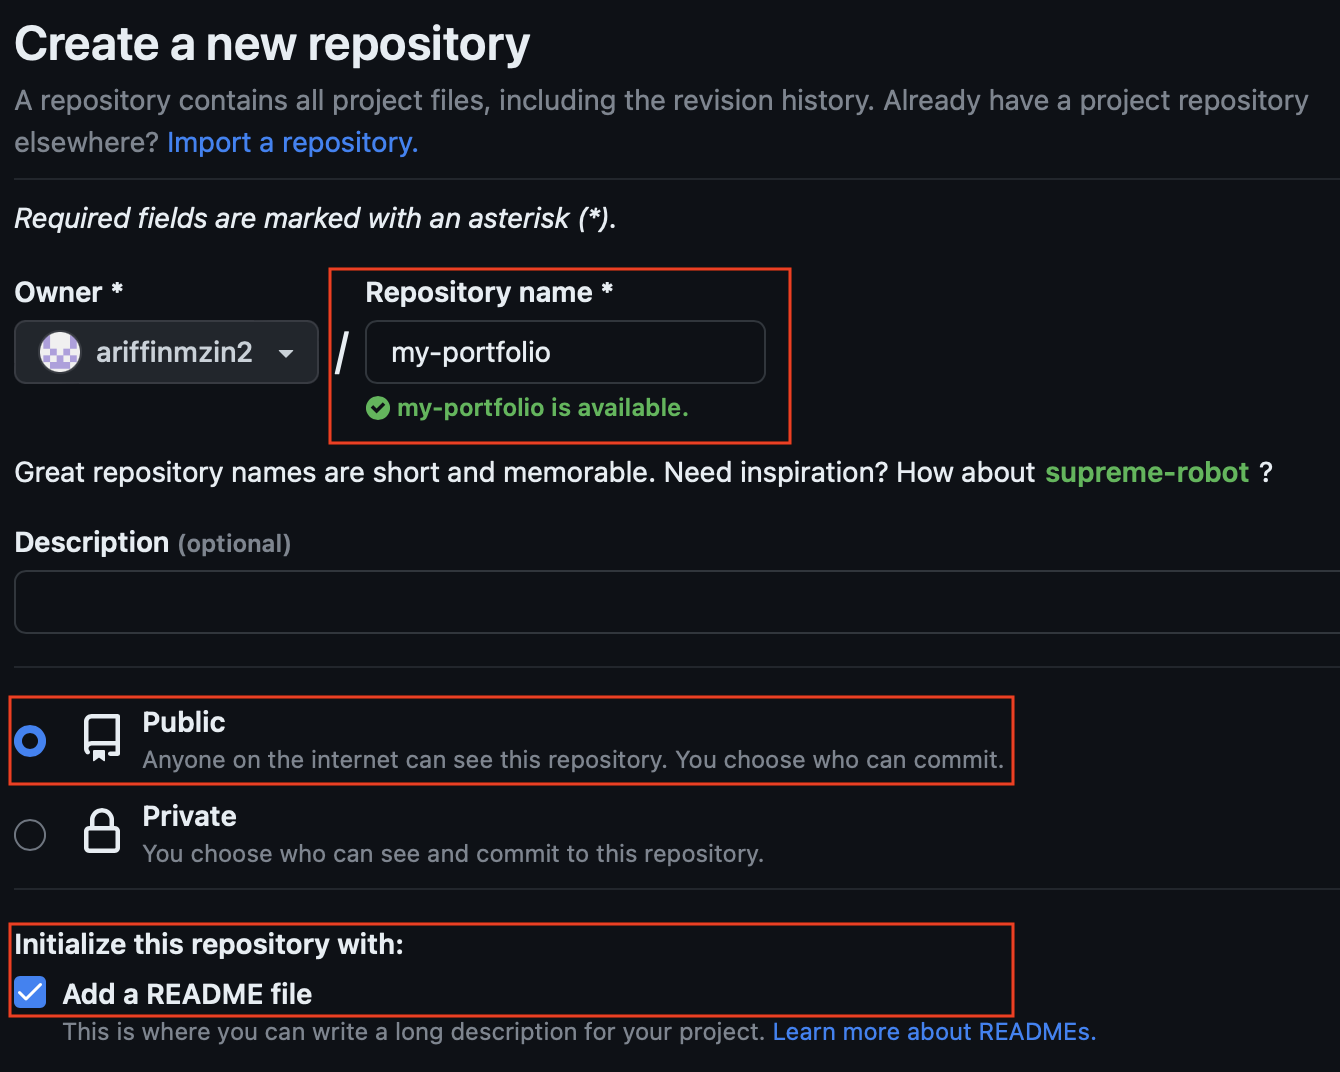 Create a new repository
A repository contains all project files, including the revision history. Already have a project repository
elsewhere? Import a repository.
Required fields are marked with an asterisk (*).
Owner *
Repository name *
ariffinmzin2
/
my-portfolio
my-portfolio is available.
Great repository names are short and memorable. Need inspiration? How about supreme-robot ?
Description (optional)
Public
Anyone on the internet can see this repository. You choose who can commit.
Private
You choose who can see and commit to this repository.
Initialize this repository with:
Add a README file
This is where you can write a long description for your project. Learn more about READMEs.